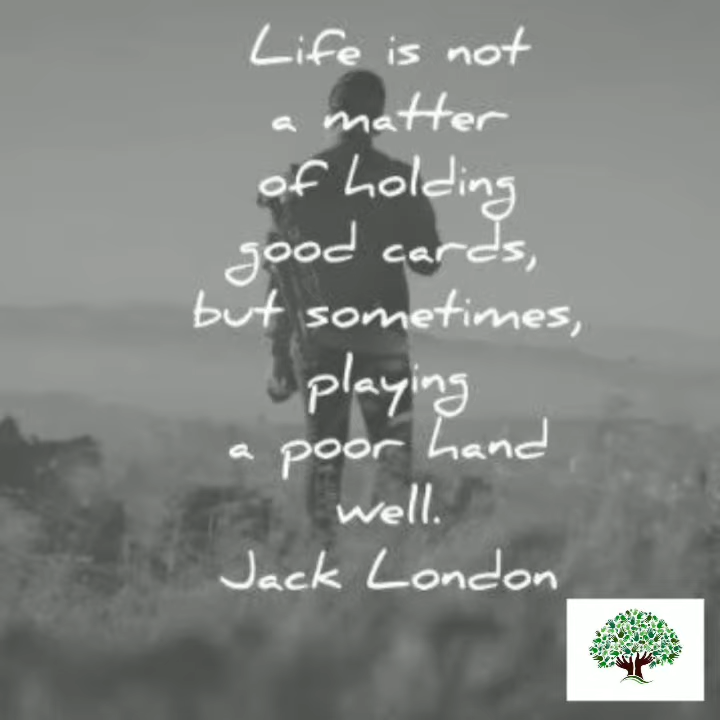 Life is not
a matter
of holding
good cards,
but sometimes,
playing
a poor hand
well.
Jack London